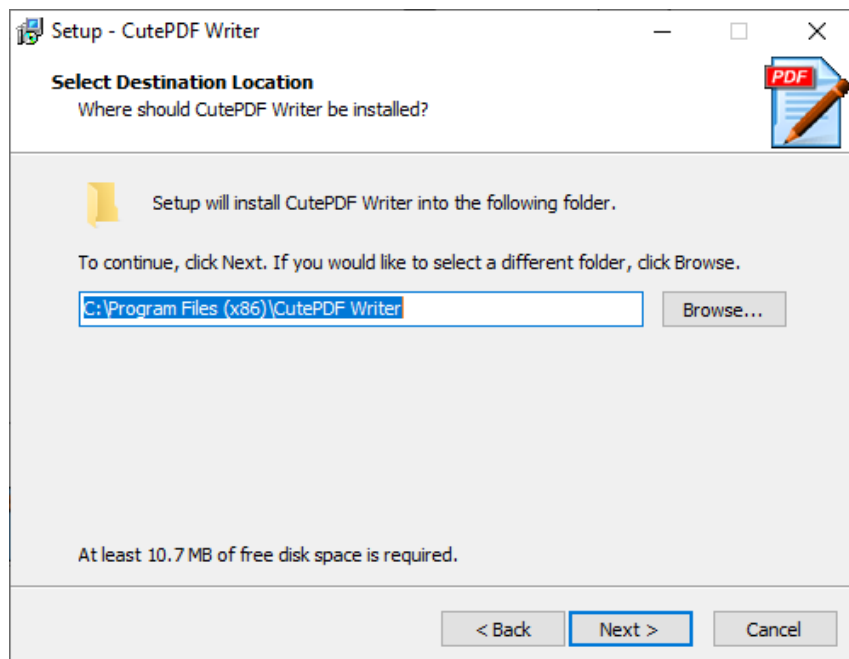 Setup - CutePDF Writer
Select Destination Location
Where should CutePDF Writer be installed?
PDF
Setup will install CutePDF Writer into the following folder.
To continue, click Next. If you would like to select a different folder, click Browse.
C:\Program Files (x86)\CutePDF Writer
Browse...
At least 10.7 MB of free disk space is required.
< Back
Next >
Cancel